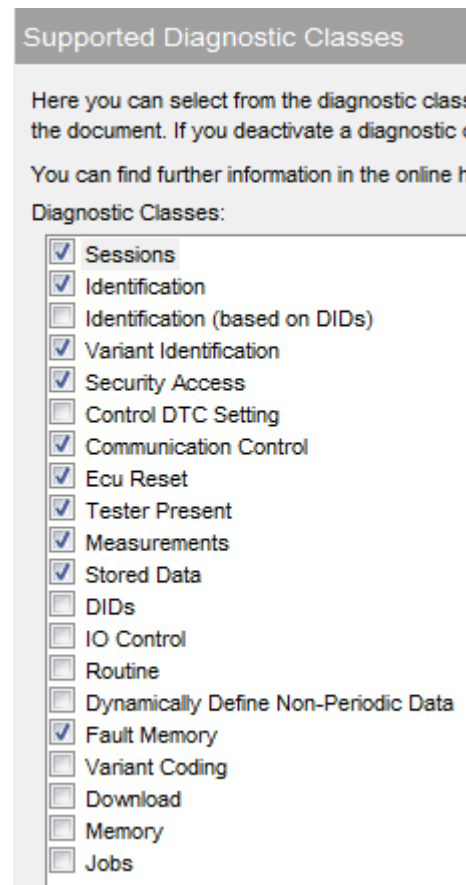 Supported Diagnostic Classes
Here you can select from the diagnostic
the document. If you deactivate a diagnostic
You can find further information in the online
Diagnostic Classes:
Sessions
Identification
Identification (based on DIDs)
Variant Identification
Security Access
Control DTC Setting
Communication Control
Ecu Reset
Tester Present
Measurements
Stored Data
DIDs
IO Control
Routine
Dynamically Define Non-Periodic Data
Fault Memory
Variant Coding
Download
Memory
Jobs